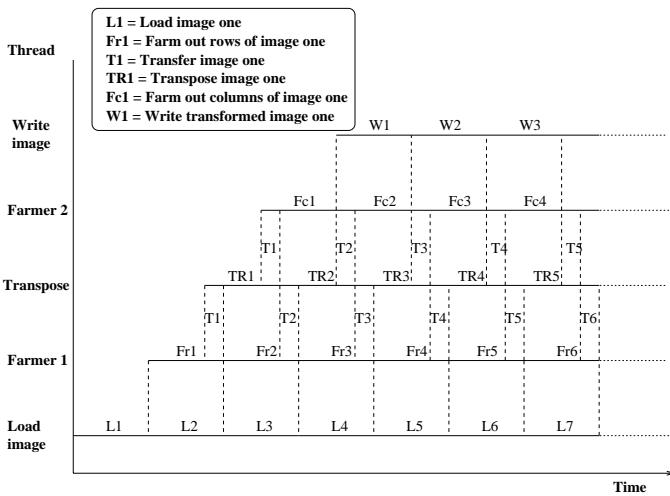 L1 = Load image one
Fr1 = Farm out rows of image one
T1 = Transfer image one
TR1 = Transpose image one
Fc1 = Farm out columns of image one
W1 = Write transformed image one
Thread
Write
image
W1 W2 W3
Farmer 2
Fc1 Fc2 Fc3 Fc4
T1 T2 T3 T4 T5
Transpose
TR1 TR2 TR3 TR4 TR5
T1 T2 T3 T4 T5 T6
Farmer 1
Fr1 Fr2 Fr3 Fr4 Fr5 Fr6
Load
image
L1 L2 L3 L4 L5 L6 L7
Time